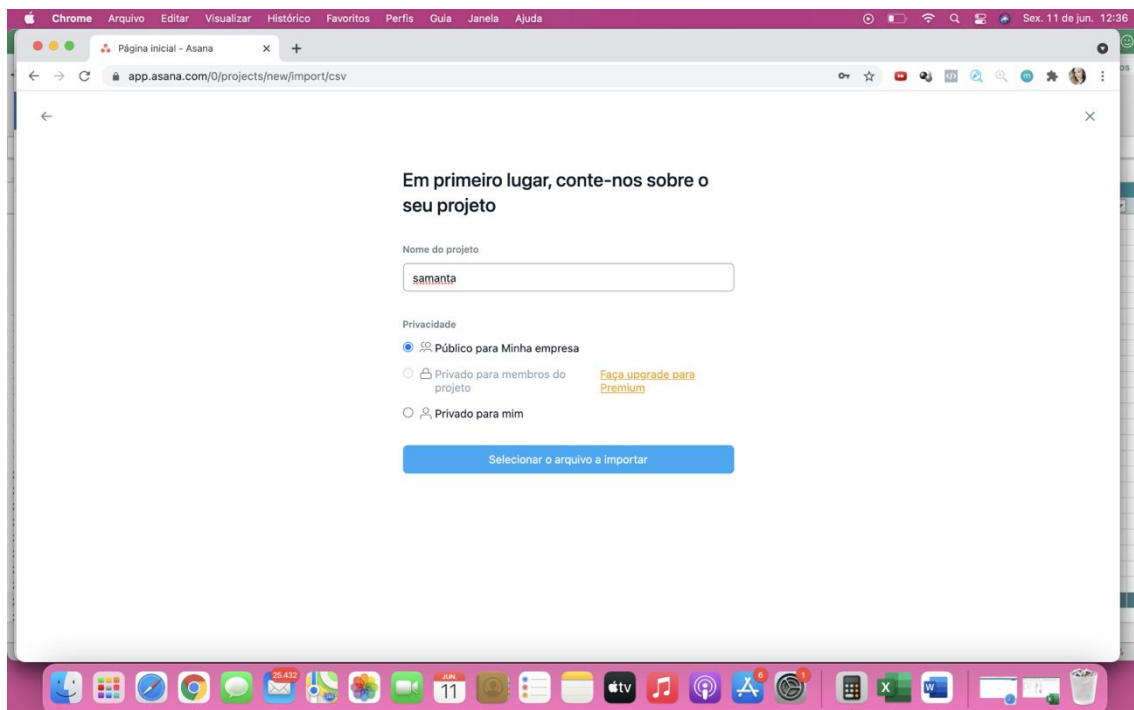 Chrome Arquivo Editar Visualizar Histórico Favoritos Perfis Guia Janela Ajuda Sex. 11 de jun. 12:36
Página inicial - Asana
app.asana.com/0/projects/new/import/csv
Em primeiro lugar, conte-nos sobre o
seu projeto
Nome do projeto
samanta
Privacidade
Público para Minha empresa
Privado para membros do Faça upgrade para
projeto Premium
Privado para mim
Selecionar o arquivo a importar
25.432 JUN. 11 tv 6 1 X W